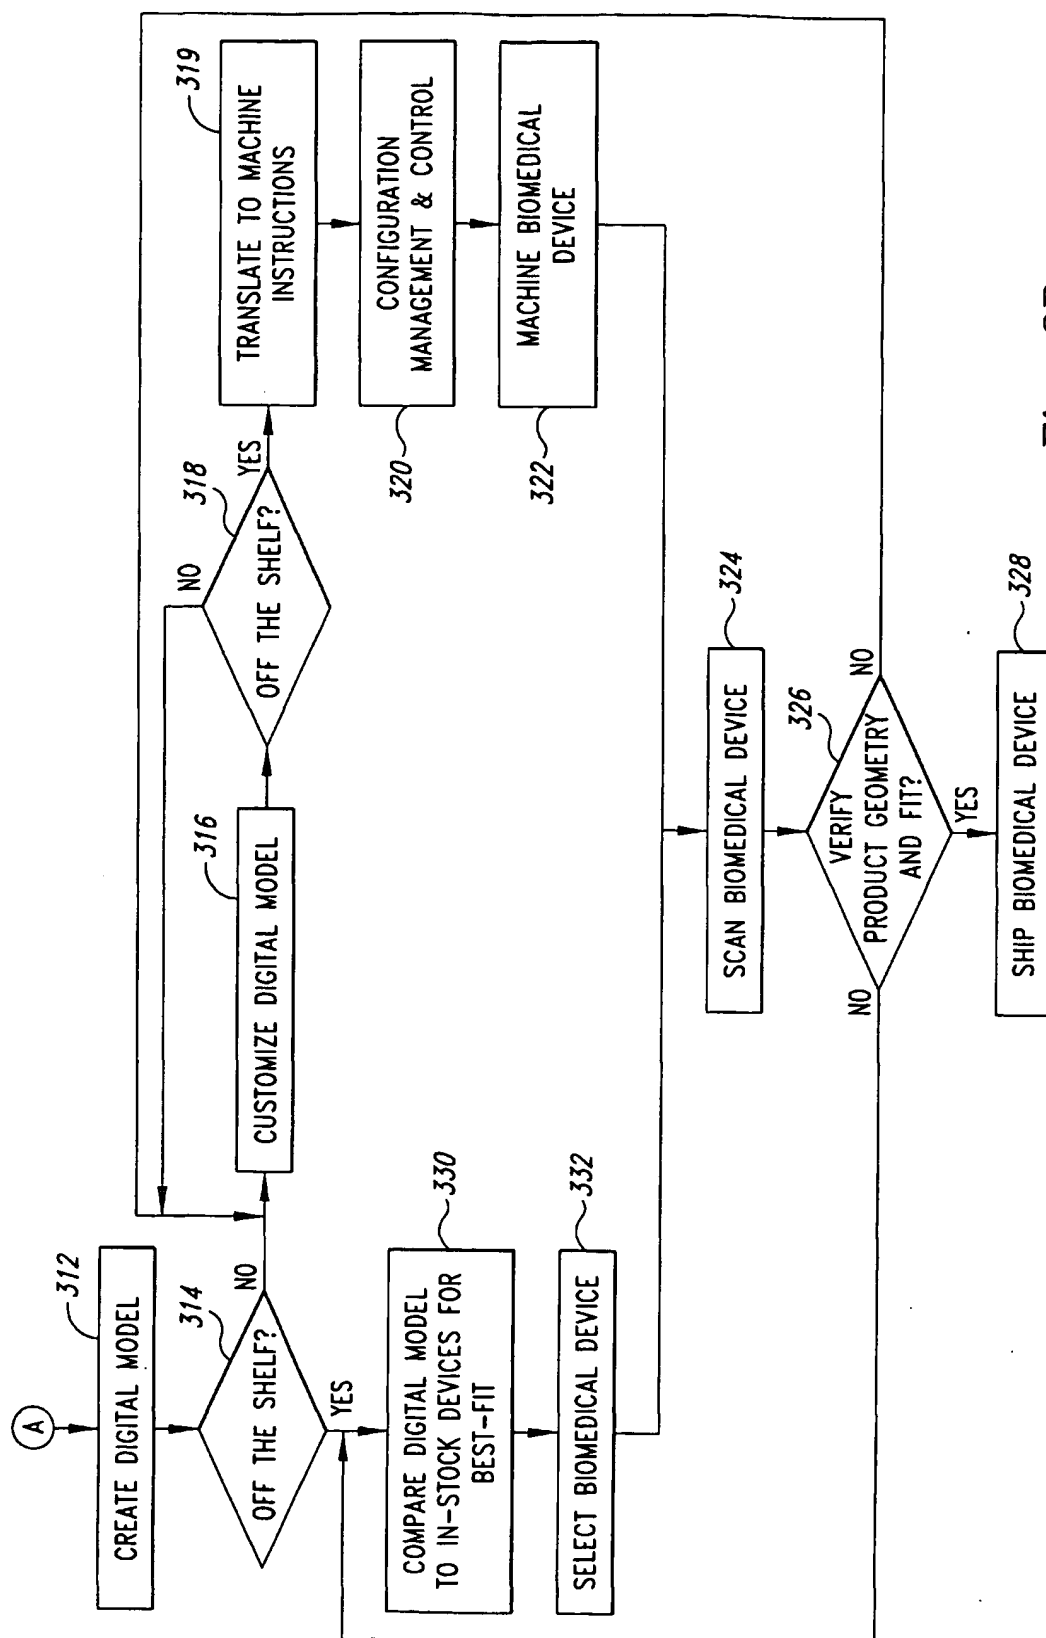 A
CREATE DIGITAL MODEL
312
OFF THE SHELF?
314
NO
YES
CUSTOMIZE DIGITAL MODEL
316
OFF THE SHELF?
318
NO
YES
TRANSLATE TO MACHINE
INSTRUCTIONS
319
CONFIGURATION
MANAGEMENT & CONTROL
320
MACHINE BIOMEDICAL
DEVICE
322
COMPARE DIGITAL MODEL
TO IN-STOCK DEVICES FOR
BEST-FIT
330
SELECT BIOMEDICAL DEVICE
332
SCAN BIOMEDICAL DEVICE
324
VERIFY
PRODUCT GEOMETRY
AND FIT?
326
NO
NO
YES
SHIP BIOMEDICAL DEVICE
328